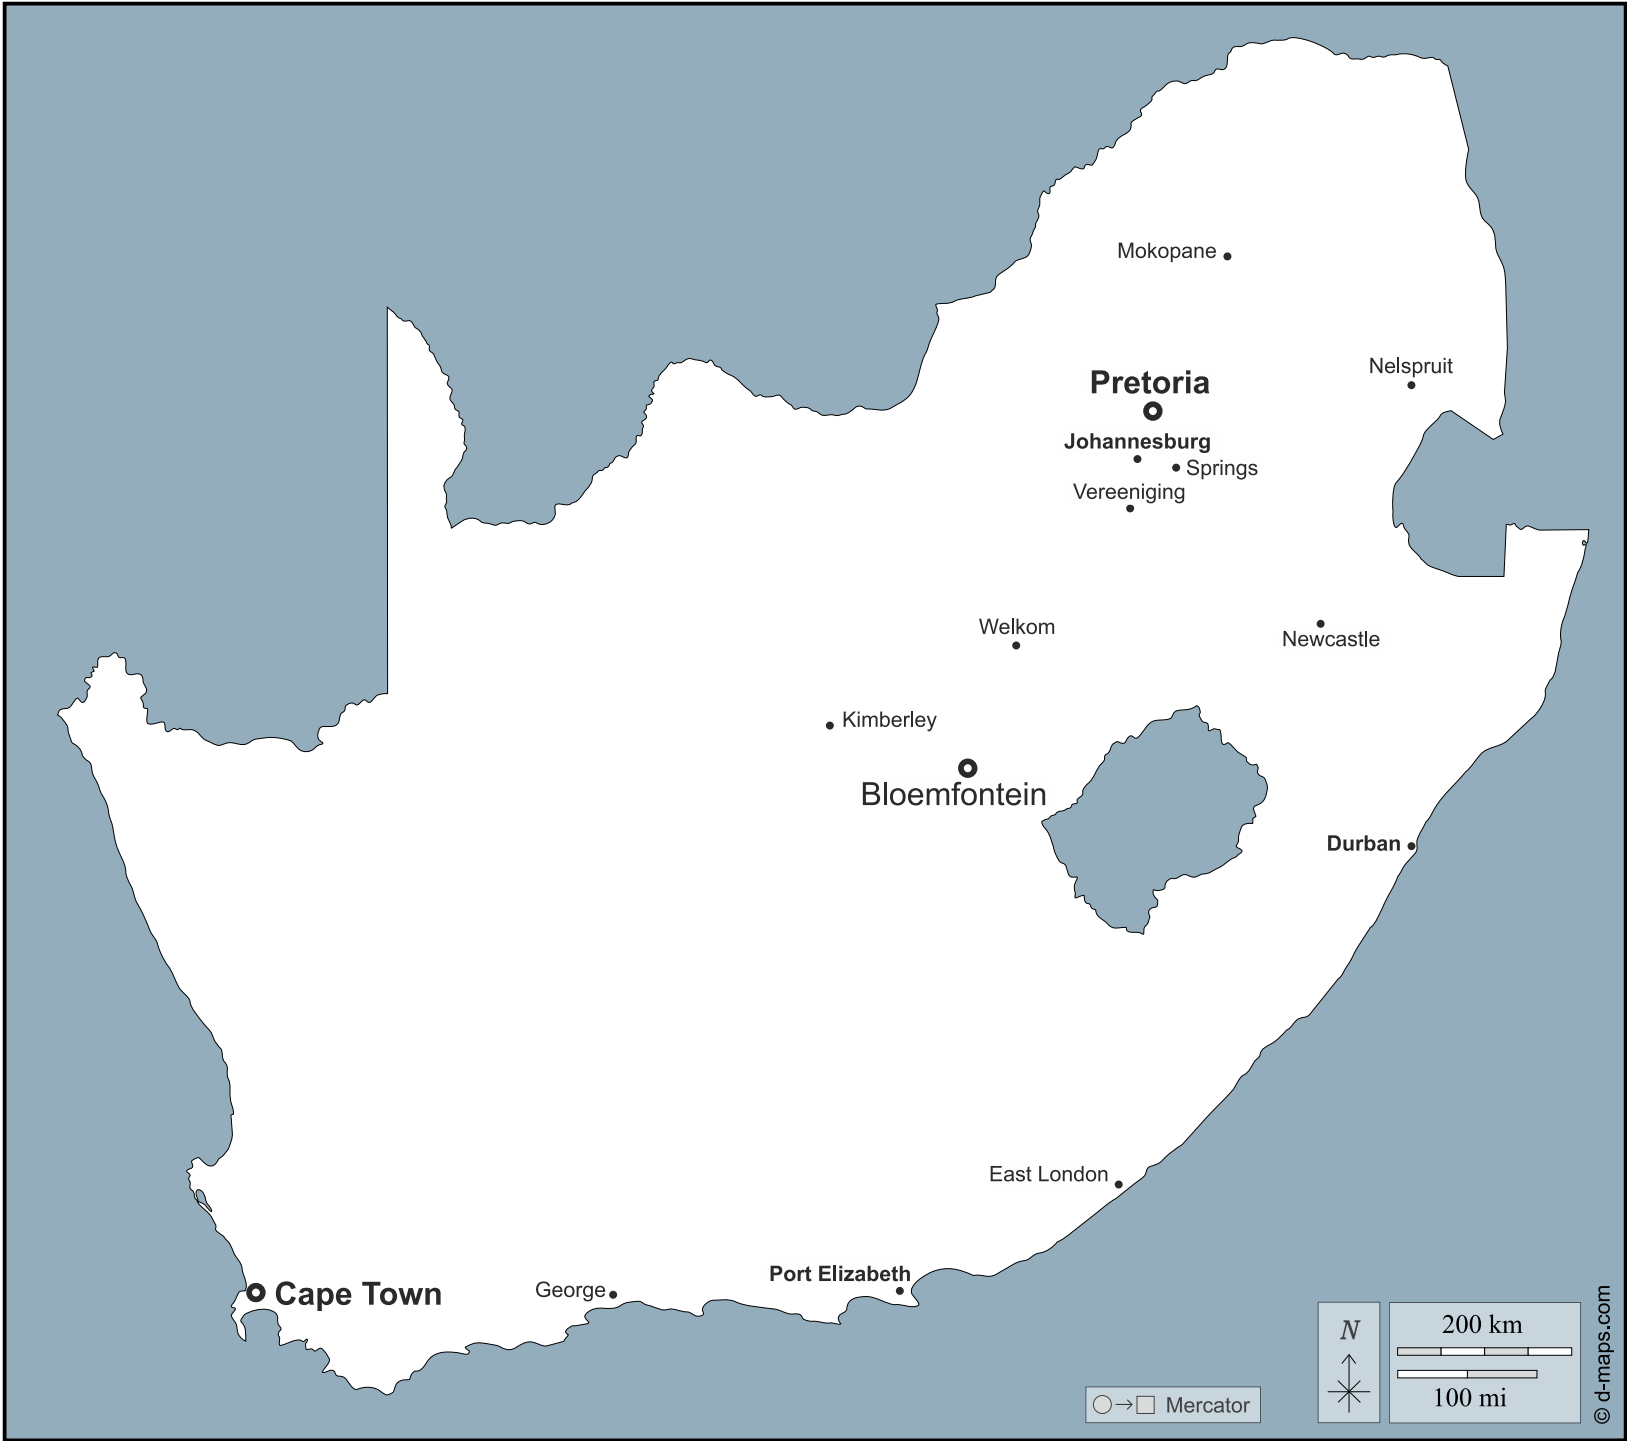 Mokopane
Nelspruit
Pretoria
Johannesburg
Springs
Vereeniging
Welkom
Newcastle
Kimberley
Bloemfontein
Durban
East London
Port Elizabeth
George
Cape Town
N
200 km
100 mi
Mercator
© d-maps.com